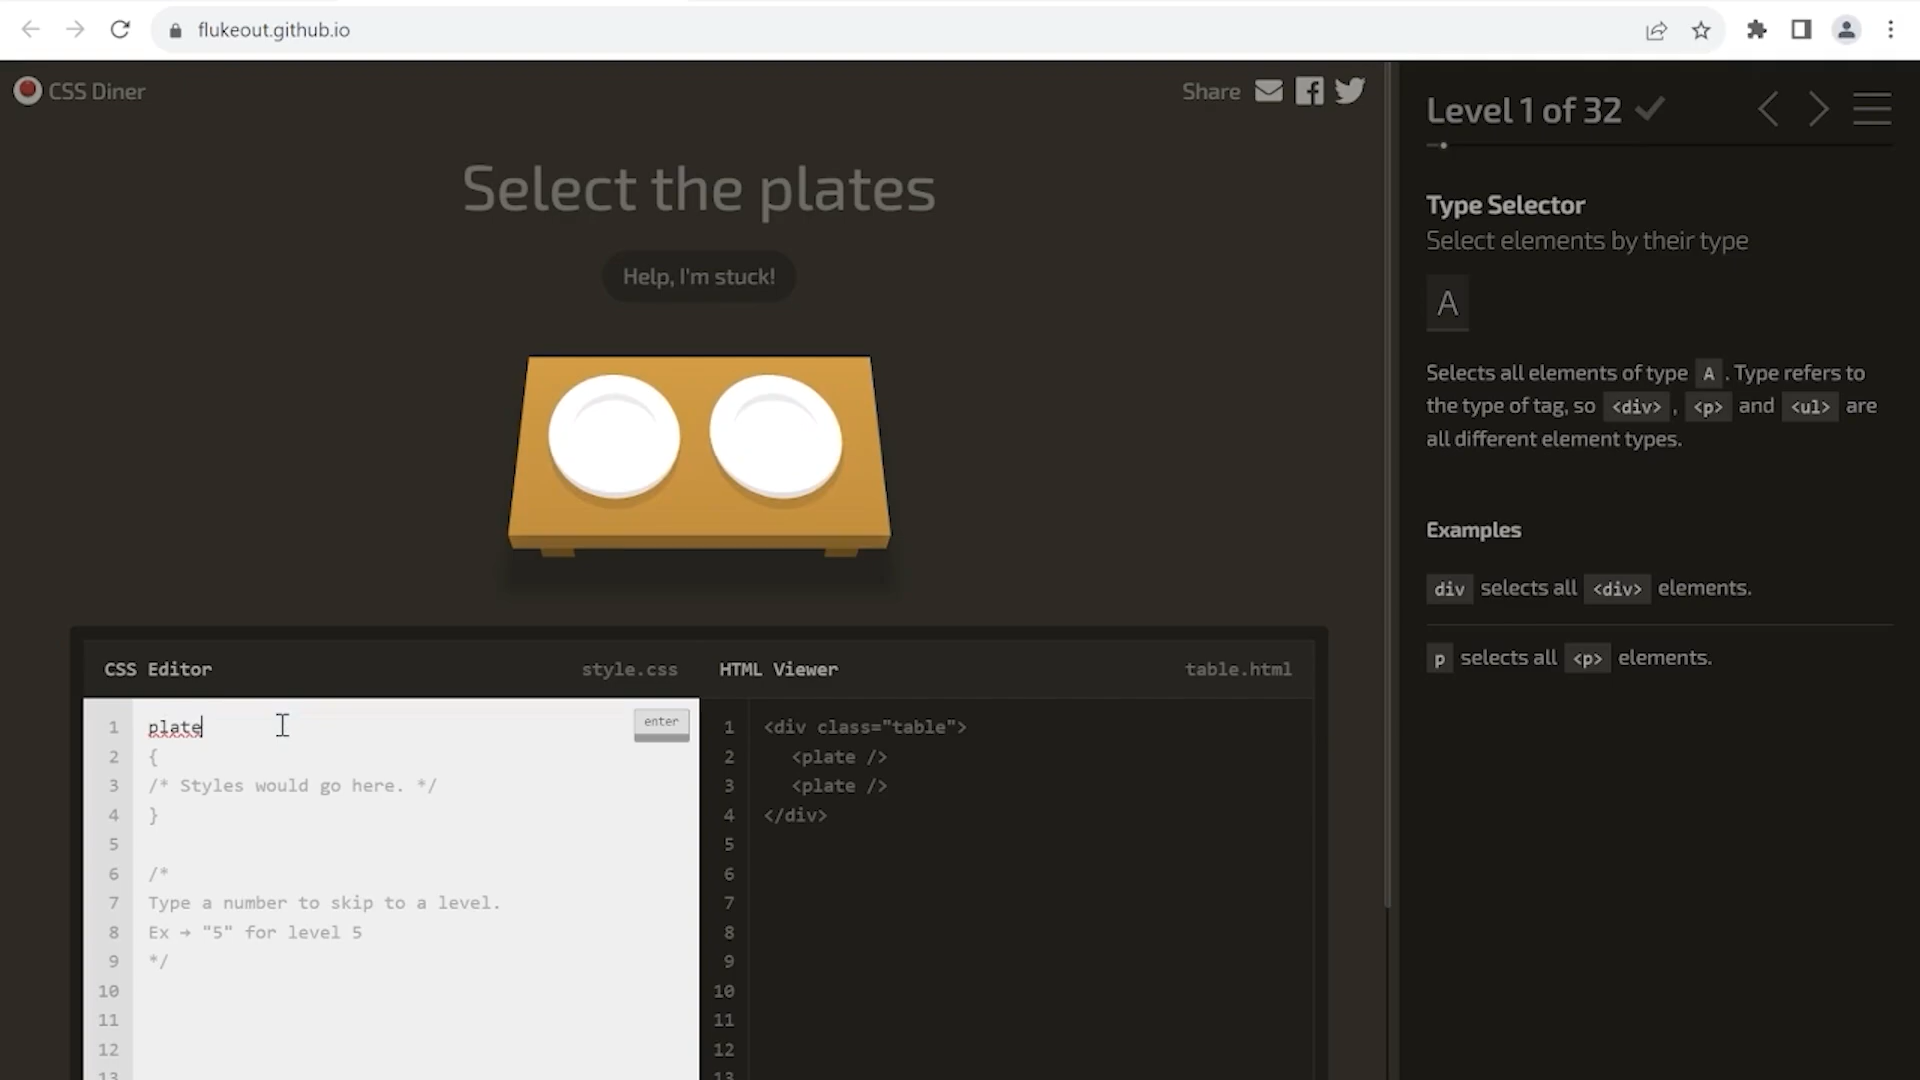 flukeout.github.io
CSS Diner
Share
Select the plates
Help, I'm stuck!
CSS Editor
style.css
enter
1 plate
2 {
3 /* Styles would go here. */
4 }
5
6 /*
7 Type a number to skip to a level.
8 Ex → "5" for level 5
9 */
10
11
12
13
HTML Viewer
table.html
1 <div class="table">
2 <plate />
3 <plate />
4 </div>
5
6
7
8
9
10
11
12
13
Level 1 of 32
Type Selector
Select elements by their type
A
Selects all elements of type A . Type refers to
the type of tag, so <div> , <p> and <ul> are
all different element types.
Examples
div selects all <div> elements.
p selects all <p> elements.